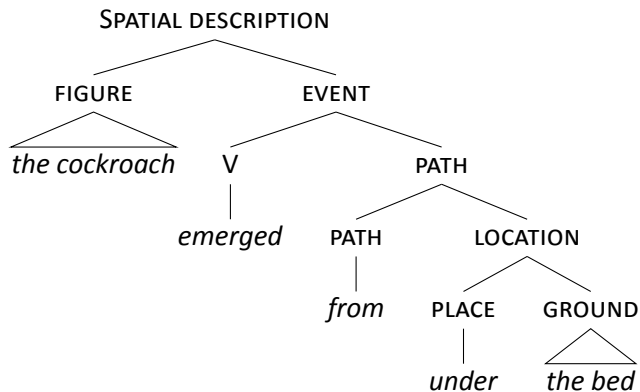 SPATIAL DESCRIPTION
FIGURE EVENT
the cockroach V PATH
emerged PATH LOCATION
from PLACE GROUND
under the bed